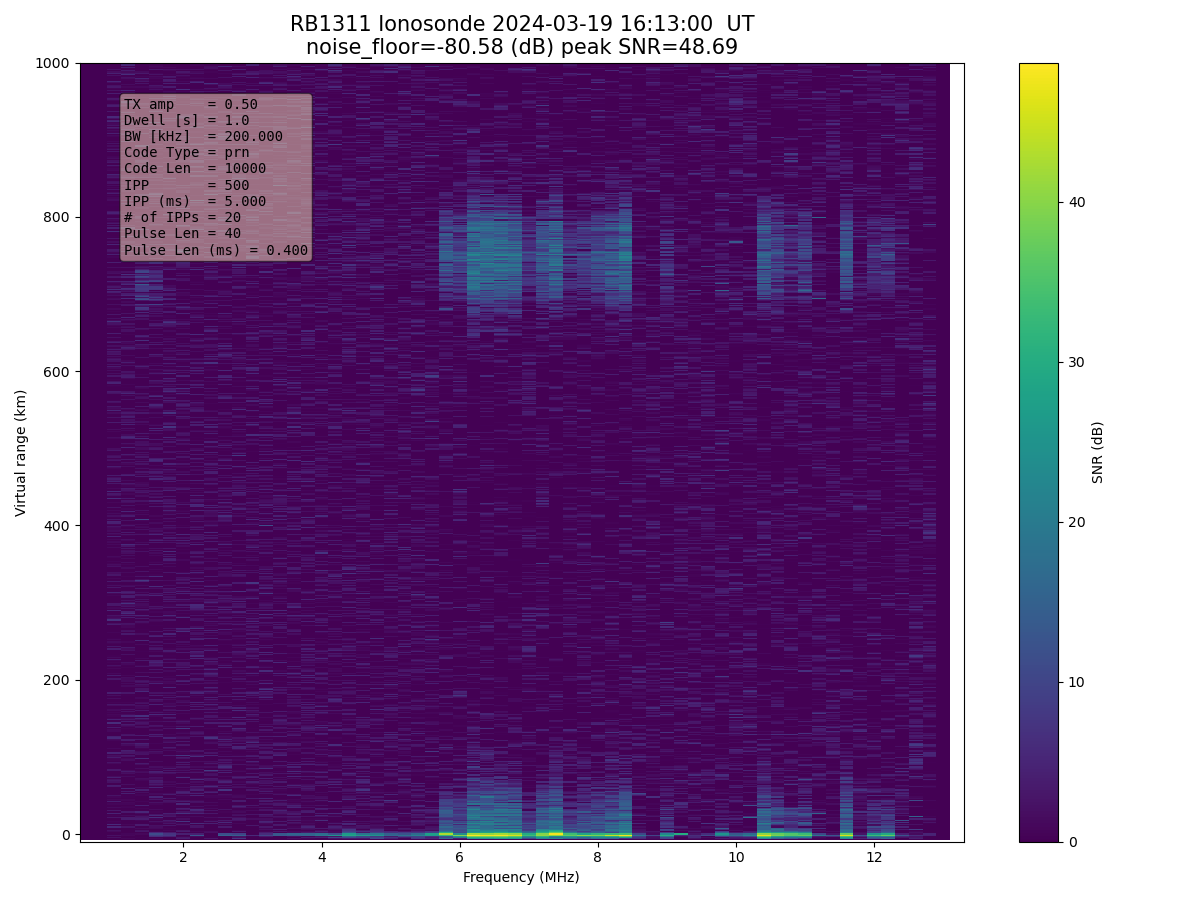 RB1311 Ionosonde 2024-03-19 16:13:00  UT
noise_floor=-80.58 (dB) peak SNR=48.69
1000
800
600
400
200
0
Virtual range (km)
TX amp    = 0.50
Dwell [s] = 1.0
BW [kHz]  = 200.000
Code Type = prn
Code Len  = 10000
IPP       = 500
IPP (ms)  = 5.000
# of IPPs = 20
Pulse Len = 40
Pulse Len (ms) = 0.400
2 4 6 8 10 12
Frequency (MHz)
40
30
20
10
0
SNR (dB)